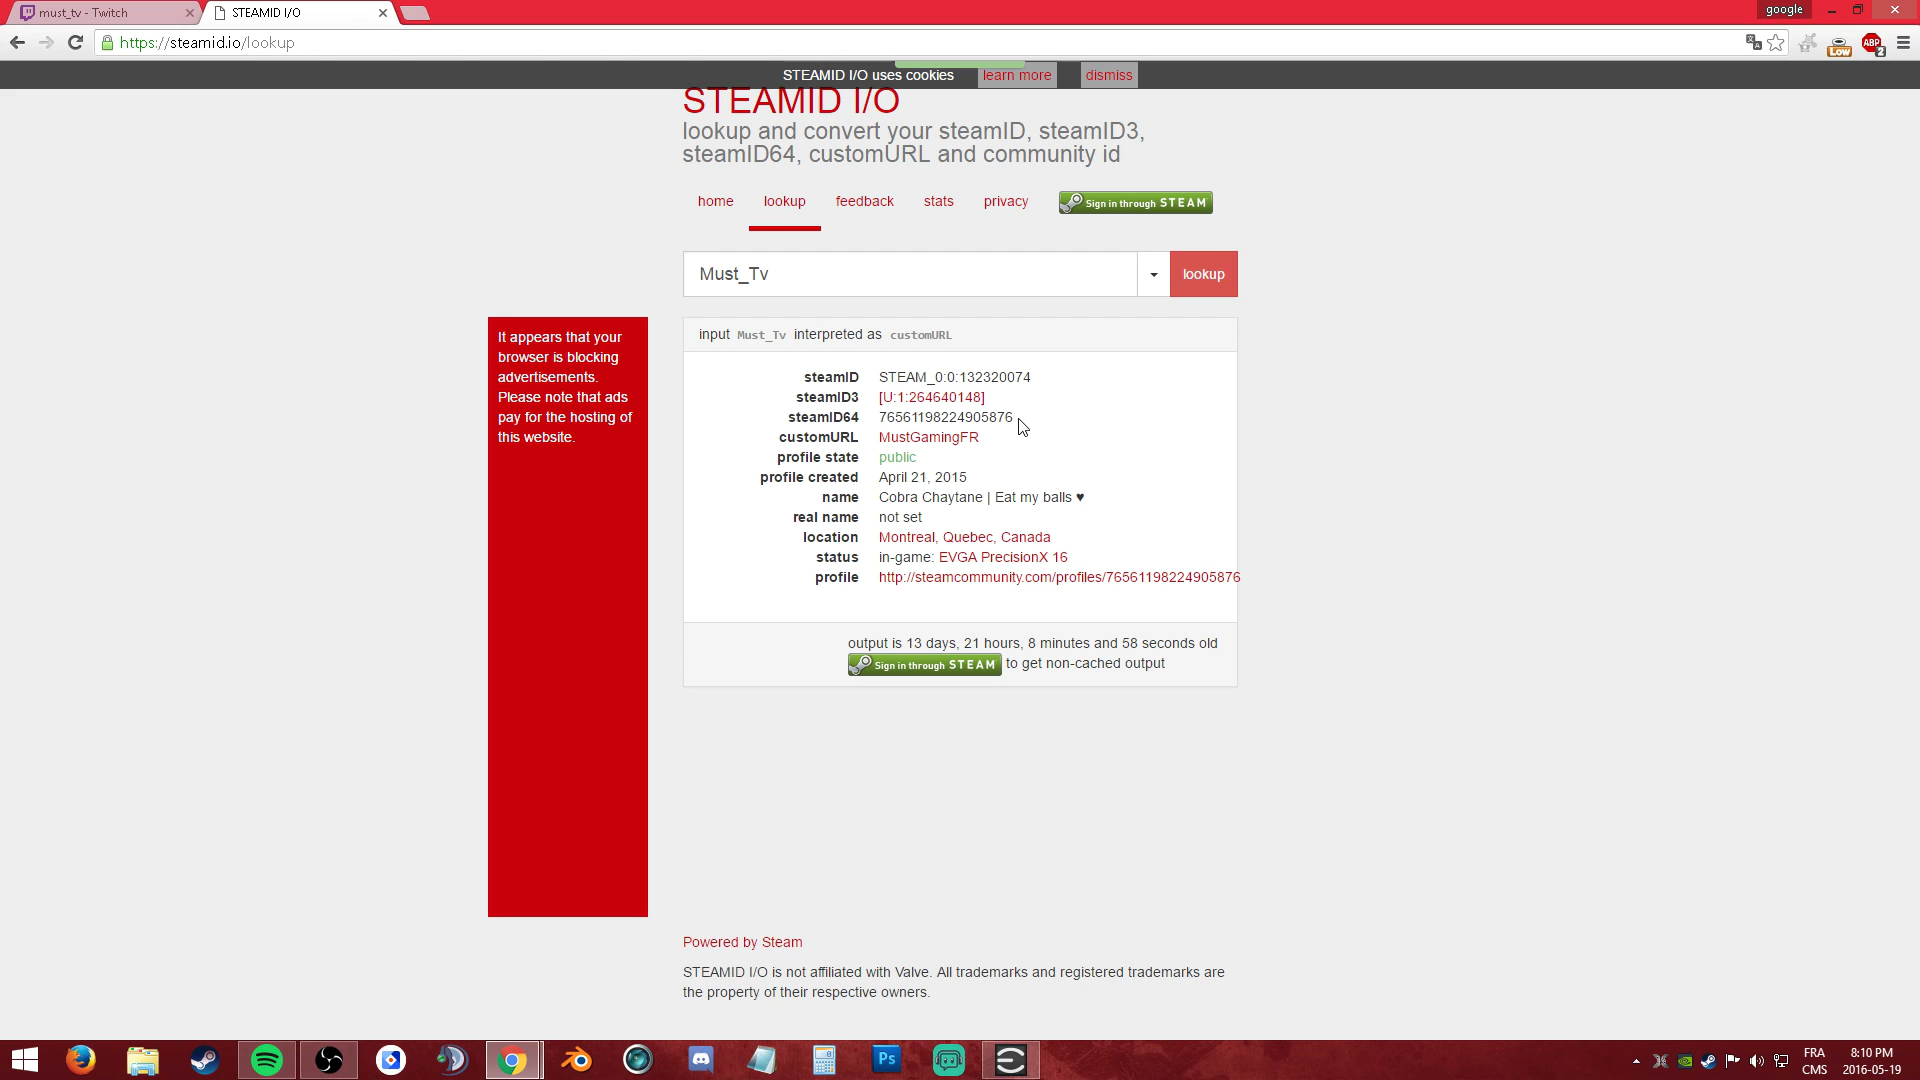 must_tv - Twitch
STEAMID I/O
google
https://steamid.io/lookup
Low
ABP
2
STEAMID I/O uses cookies learn more dismiss
STEAMID I/O
lookup and convert your steamID, steamID3,
steamID64, customURL and community id
home lookup feedback stats privacy Sign in through STEAM
Must_Tv lookup
It appears that your
browser is blocking
advertisements.
Please note that ads
pay for the hosting of
this website.
input Must_Tv interpreted as customURL
steamID STEAM_0:0:132320074
steamID3 [U:1:264640148]
steamID64 76561198224905876
customURL MustGamingFR
profile state public
profile created April 21, 2015
name Cobra Chaytane | Eat my balls ♥
real name not set
location Montreal, Quebec, Canada
status in-game: EVGA PrecisionX 16
profile http://steamcommunity.com/profiles/76561198224905876
output is 13 days, 21 hours, 8 minutes and 58 seconds old
Sign in through STEAM to get non-cached output
Powered by Steam
STEAMID I/O is not affiliated with Valve. All trademarks and registered trademarks are
the property of their respective owners.
Ps
FRA
CMS
8:10 PM
2016-05-19